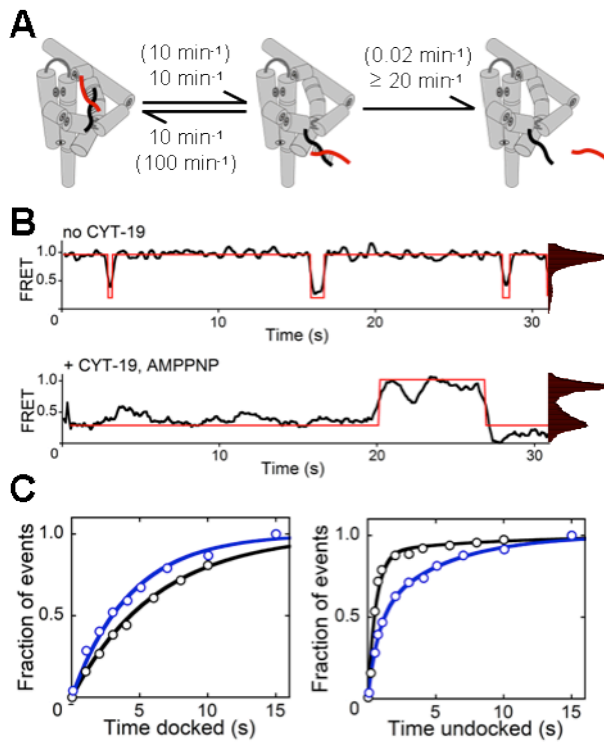 A
(10 min⁻¹)
10 min⁻¹
10 min⁻¹
(100 min⁻¹)
(0.02 min⁻¹)
≥ 20 min⁻¹
B
no CYT-19
FRET
1.0
0.5
0 10 20 30
Time (s)
+ CYT-19, AMPPNP
FRET
1.0
0.5
0 10 20 30
Time (s)
C
Fraction of events
1.0
0.5
0 5 10 15
Time docked (s)
Fraction of events
1.0
0.5
0 5 10 15
Time undocked (s)